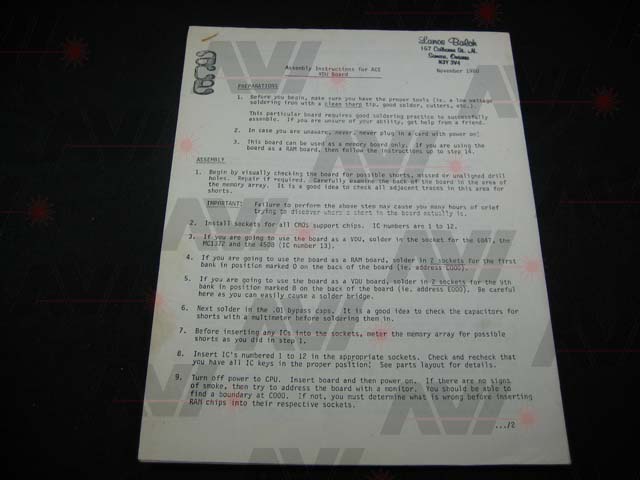 ACE
Lance Balch
167 Colborne St. N.
Simcoe, Ontario
N3Y 3V4
November 1980
Assembly Instructions for ACE
VDU Board
PREPARATIONS
1. Before you begin, make sure you have the proper tools (ie. a low wattage
soldering iron with a clean sharp tip, good solder, cutters, etc.).
This particular board requires good soldering practice to successfully
assemble. If you are unsure of your ability, get help from a friend.
2. In case you are unaware, never, never plug in a card with power on!
3. This board can be used as a memory board only. If you are using the
board as a RAM board, then follow the instructions up to step 14.
ASSEMBLY
1. Begin by visually checking the board for possible shorts, missed or unaligned drill
holes. Repair if required. Carefully examine the back of the board in the area of
the memory array. It is a good idea to check all adjacent traces in this area for
shorts.
IMPORTANT: Failure to perform the above step may cause you many hours of grief
trying to discover where a short in the board actually is.
2. Install sockets for all CMOS support chips. IC numbers are 1 to 12.
3. If you are going to use the board as a VDU, solder in the socket for the 6847, the
MC1372 and the 4508 (IC number 13).
4. If you are going to use the board as a RAM board, solder in 2 sockets for the first
bank in position marked 0 on the back of the board (ie. address C000).
5. If you are going to use the board as a VDU board, solder in 2 sockets for the 9th
bank in position marked 8 on the back of the board (ie. address E000). Be careful
here as you can easily cause a solder bridge.
6. Next solder in the .01 bypass caps. It is a good idea to check the capacitors for
shorts with a multimeter before soldering them in.
7. Before inserting any ICs into the sockets, meter the memory array for possible
shorts as you did in step 1.
8. Insert IC's numbered 1 to 12 in the appropriate sockets. Check and recheck that
you have all IC keys in the proper position! See parts layout for details.
9. Turn off power to CPU. Insert board and then power on. If there are no signs
of smoke, then try to address the board with a monitor. You should be able to
find a boundary at C000. If not, you must determine what is wrong before inserting
RAM chips into their respective sockets.
.../2